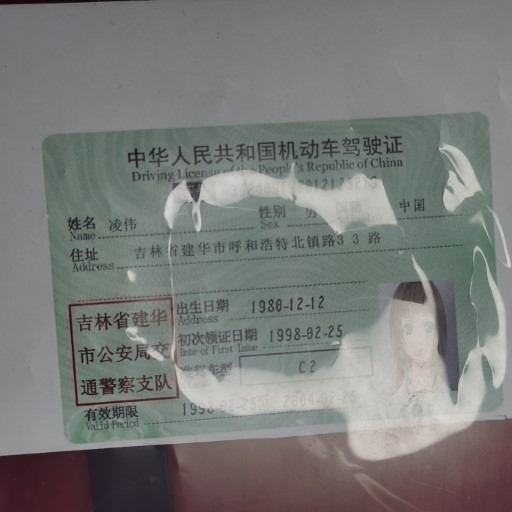 中华人民共和国机动车驾驶证
Driving License of the People's Republic of China
姓名 凌伟 性别 中国
Name Sex
住址 吉林省建华市呼和浩特北镇路3 3 路
Address
出生日期 1980-12-12
Address
初次领证日期 1998-02-25
Date of First Issue
吉林省建华
市公安局交
通警察支队
车型 C2
有效期限
Valid Period